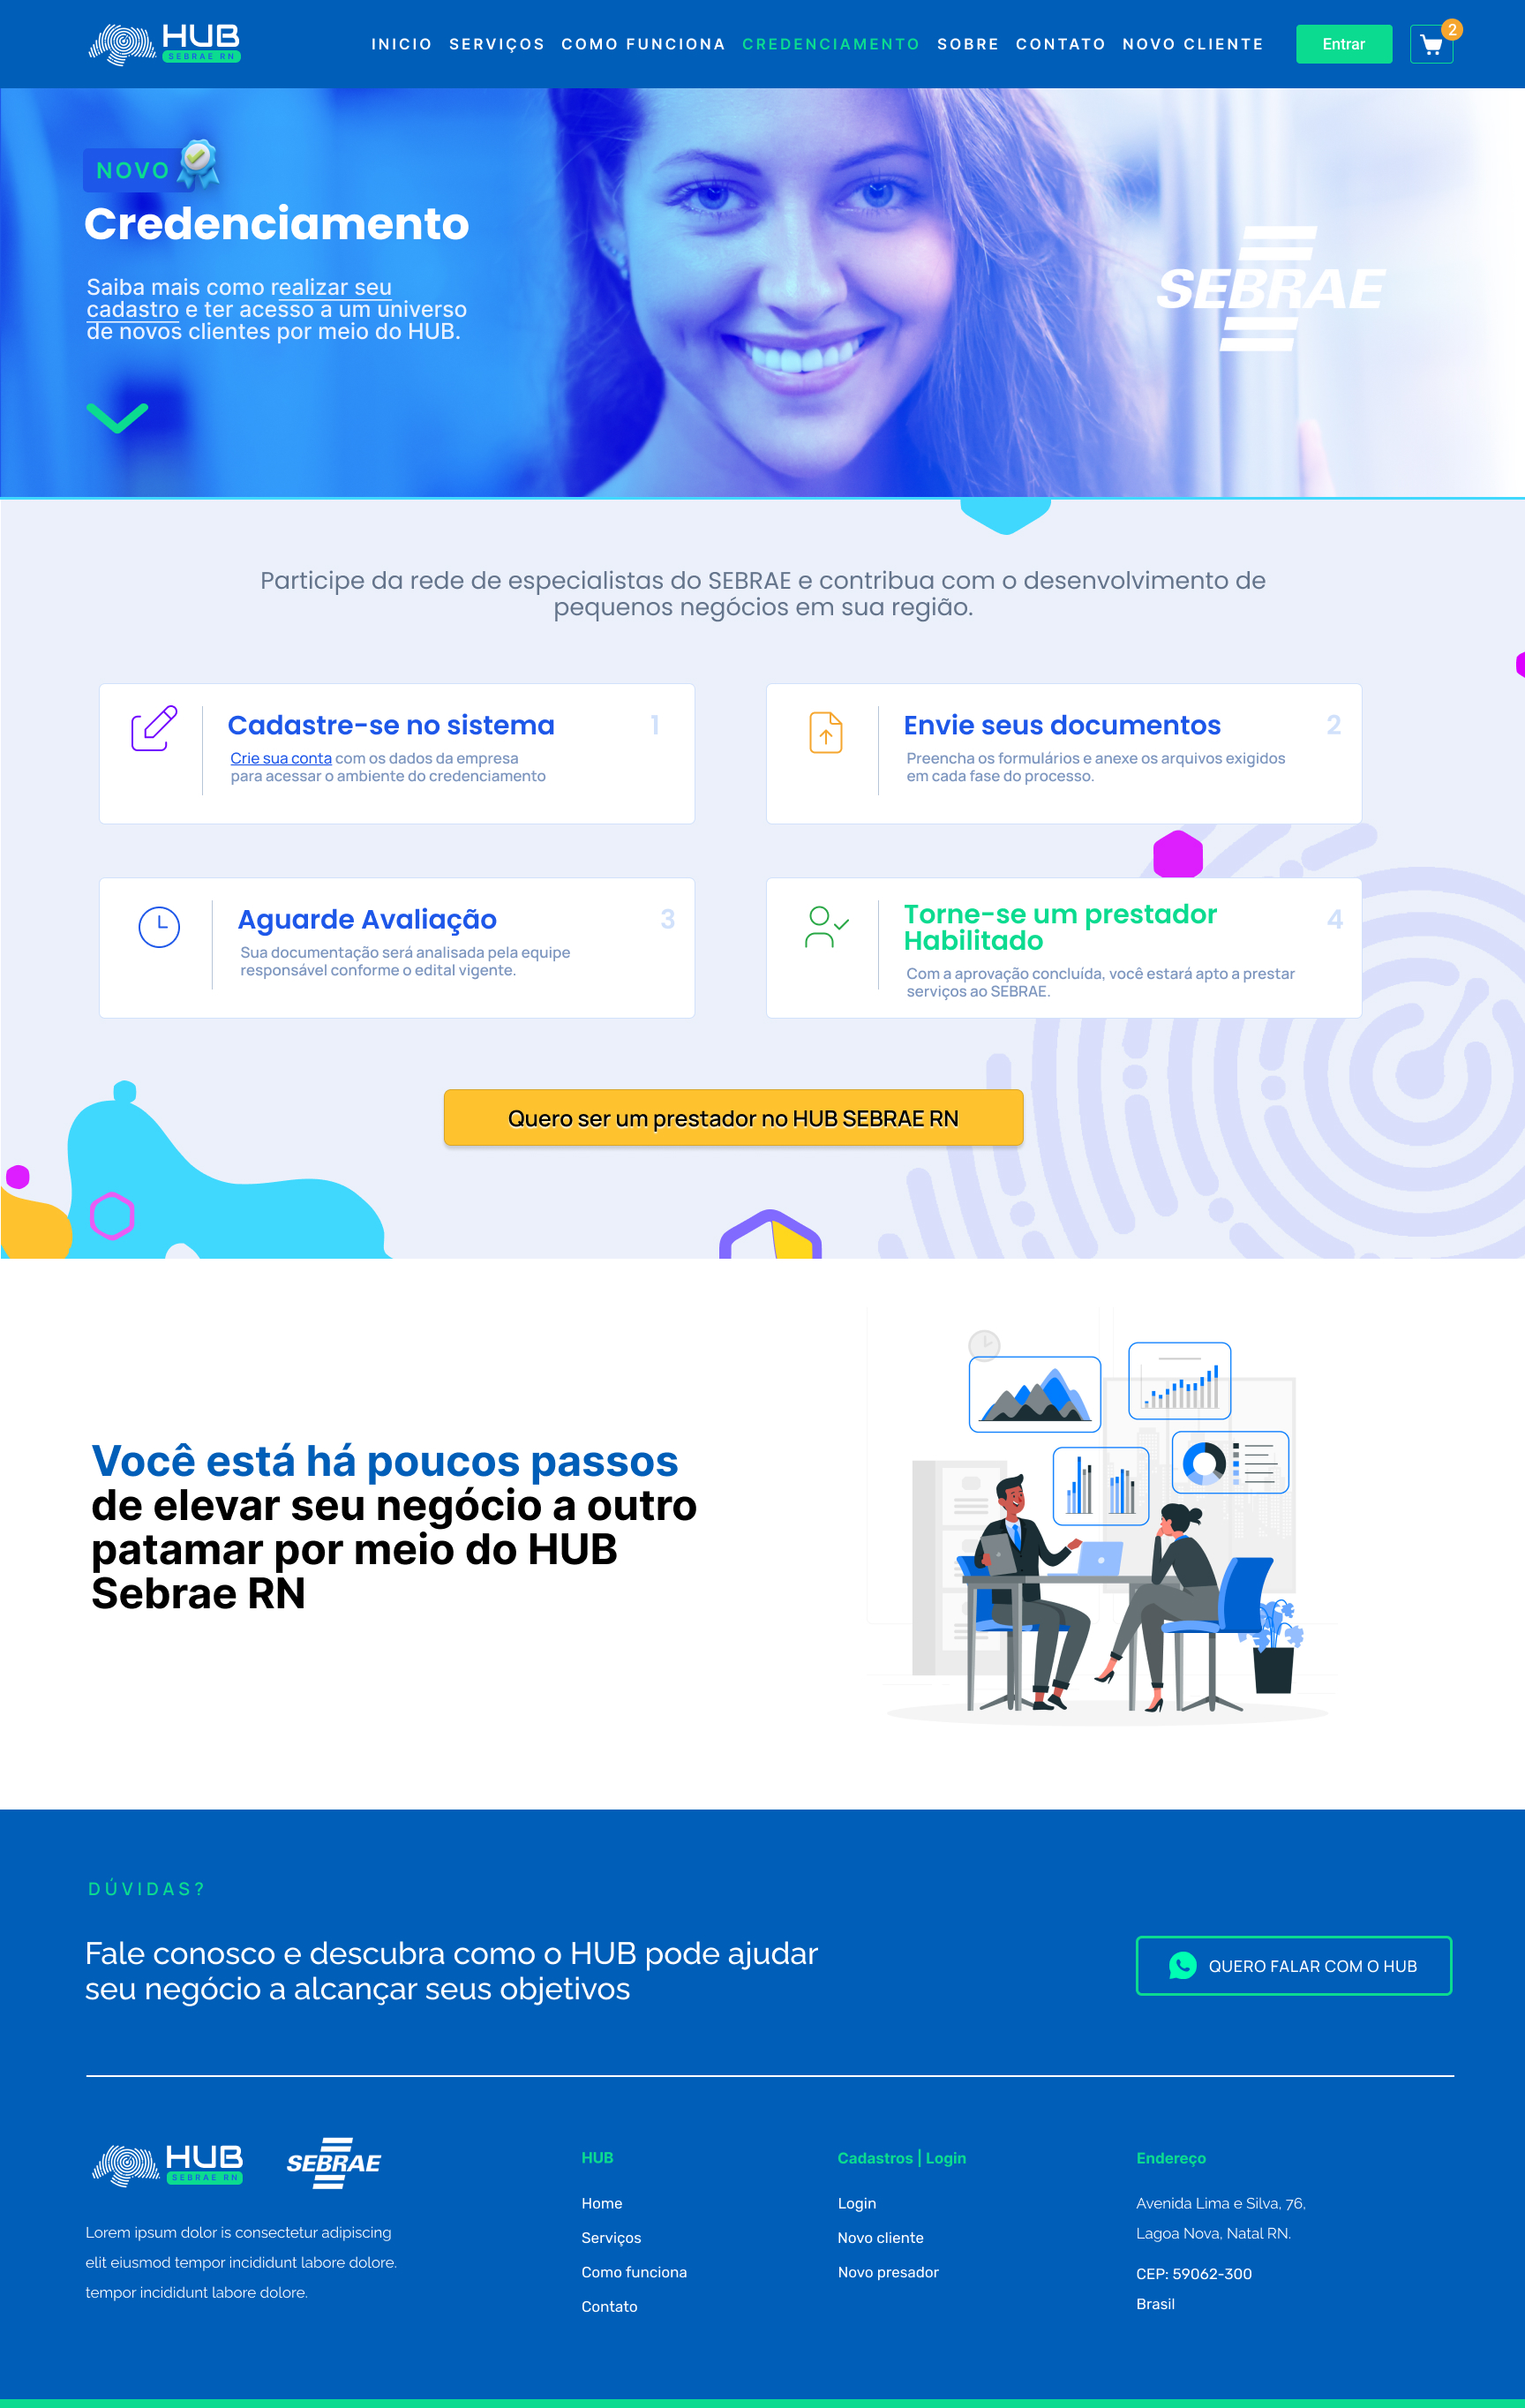 HUB
SEBRAE RN
INICIO SERVIÇOS COMO FUNCIONA CREDENCIAMENTO SOBRE CONTATO NOVO CLIENTE
Entrar
2
NOVO
Credenciamento
Saiba mais como realizar seu
cadastro e ter acesso a um universo
de novos clientes por meio do HUB.
SEBRAE
Participe da rede de especialistas do SEBRAE e contribua com o desenvolvimento de
pequenos negócios em sua região.
Cadastre-se no sistema
1
Crie sua conta com os dados da empresa
para acessar o ambiente do credenciamento
Envie seus documentos
2
Preencha os formulários e anexe os arquivos exigidos
em cada fase do processo.
Aguarde Avaliação
3
Sua documentação será analisada pela equipe
responsável conforme o edital vigente.
Torne-se um prestador
Habilitado
4
Com a aprovação concluída, você estará apto a prestar
serviços ao SEBRAE.
Quero ser um prestador no HUB SEBRAE RN
Você está há poucos passos
de elevar seu negócio a outro
patamar por meio do HUB
Sebrae RN
DÚVIDAS?
Fale conosco e descubra como o HUB pode ajudar
seu negócio a alcançar seus objetivos
QUERO FALAR COM O HUB
HUB
SEBRAE RN
SEBRAE
Lorem ipsum dolor is consectetur adipiscing
elit eiusmod tempor incididunt labore dolore.
tempor incididunt labore dolore.
HUB
Home
Serviços
Como funciona
Contato
Cadastros | Login
Login
Novo cliente
Novo presador
Endereço
Avenida Lima e Silva, 76,
Lagoa Nova, Natal RN.
CEP: 59062-300
Brasil